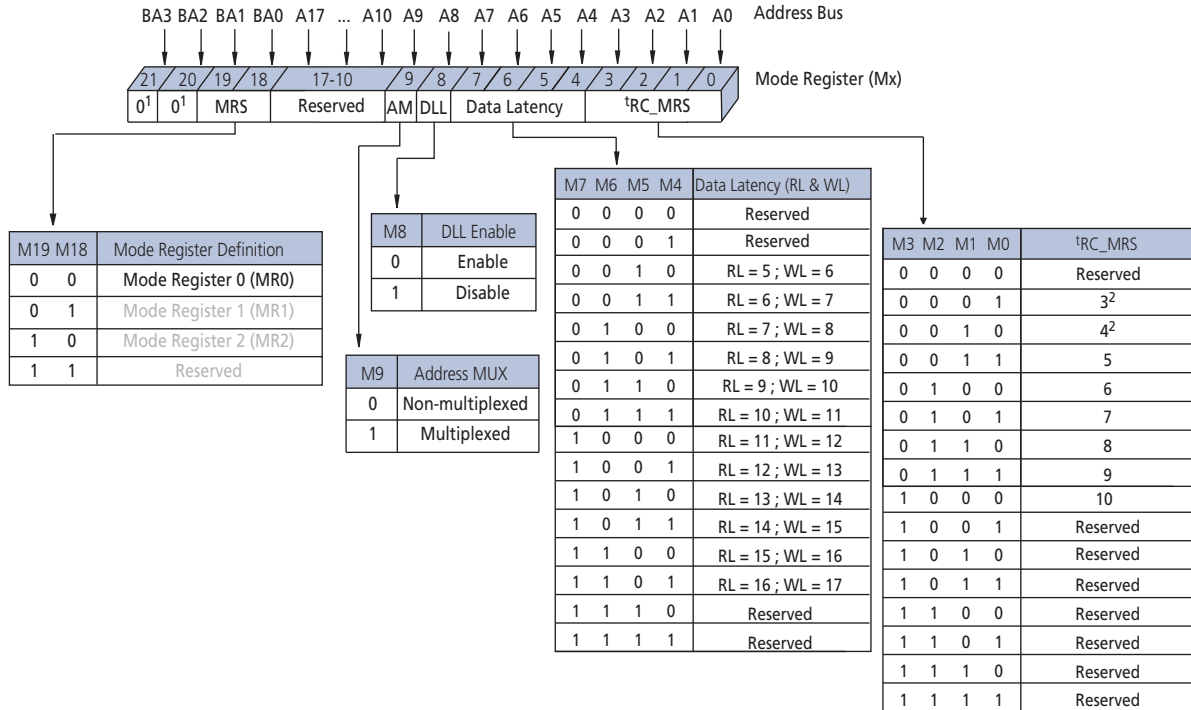 BA3 BA2 BA1 BA0 A17 ... A10 A9 A8 A7 A6 A5 A4 A3 A2 A1 A0 Address Bus
21 20 19 18 17-10 9 8 7 6 5 4 3 2 1 0 Mode Register (Mx)
0¹ 0¹ MRS Reserved AM DLL Data Latency ᵗRC_MRS
M19 M18 Mode Register Definition
0 0 Mode Register 0 (MR0)
0 1 Mode Register 1 (MR1)
1 0 Mode Register 2 (MR2)
1 1 Reserved
M8 DLL Enable
0 Enable
1 Disable
M9 Address MUX
0 Non-multiplexed
1 Multiplexed
M7 M6 M5 M4 Data Latency (RL & WL)
0 0 0 0 Reserved
0 0 0 1 Reserved
0 0 1 0 RL = 5 ; WL = 6
0 0 1 1 RL = 6 ; WL = 7
0 1 0 0 RL = 7 ; WL = 8
0 1 0 1 RL = 8 ; WL = 9
0 1 1 0 RL = 9 ; WL = 10
0 1 1 1 RL = 10 ; WL = 11
1 0 0 0 RL = 11 ; WL = 12
1 0 0 1 RL = 12 ; WL = 13
1 0 1 0 RL = 13 ; WL = 14
1 0 1 1 RL = 14 ; WL = 15
1 1 0 0 RL = 15 ; WL = 16
1 1 0 1 RL = 16 ; WL = 17
1 1 1 0 Reserved
1 1 1 1 Reserved
M3 M2 M1 M0 ᵗRC_MRS
0 0 0 0 Reserved
0 0 0 1 3²
0 0 1 0 4²
0 0 1 1 5
0 1 0 0 6
0 1 0 1 7
0 1 1 0 8
0 1 1 1 9
1 0 0 0 10
1 0 0 1 Reserved
1 0 1 0 Reserved
1 0 1 1 Reserved
1 1 0 0 Reserved
1 1 0 1 Reserved
1 1 1 0 Reserved
1 1 1 1 Reserved